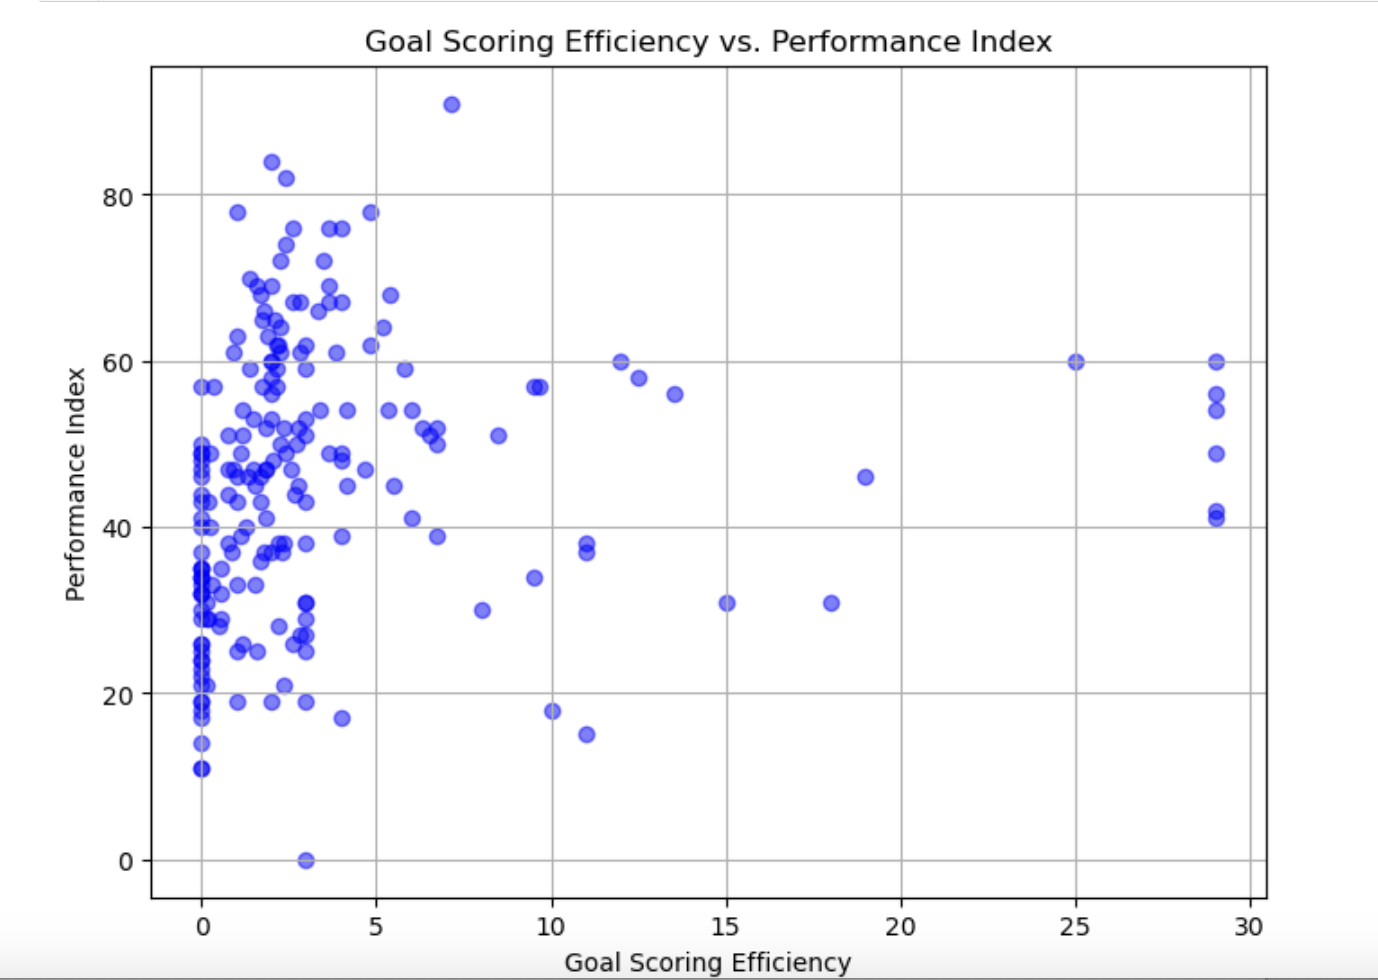 Goal Scoring Efficiency vs. Performance Index
Performance Index
80
60
40
20
0
0 5 10 15 20 25 30
Goal Scoring Efficiency